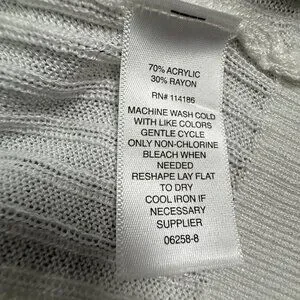 70% ACRYLIC
30% RAYON
RN# 114186
MACHINE WASH COLD
WITH LIKE COLORS
GENTLE CYCLE
ONLY NON-CHLORINE
BLEACH WHEN
NEEDED
RESHAPE LAY FLAT
TO DRY
COOL IRON IF
NECESSARY
SUPPLIER
06258-8